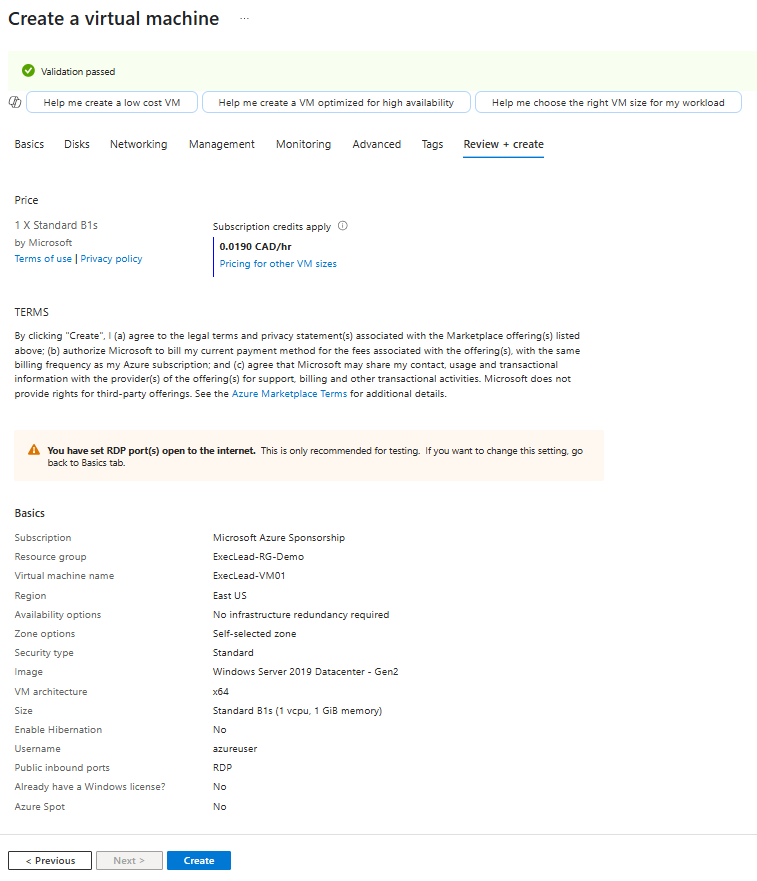 Create a virtual machine ...
Validation passed
Help me create a low cost VM
Help me create a VM optimized for high availability
Help me choose the right VM size for my workload
Basics Disks Networking Management Monitoring Advanced Tags Review + create
Price
1 X Standard B1s
by Microsoft
Terms of use | Privacy policy
Subscription credits apply
0.0190 CAD/hr
Pricing for other VM sizes
TERMS
By clicking "Create", I (a) agree to the legal terms and privacy statement(s) associated with the Marketplace offering(s) listed
above; (b) authorize Microsoft to bill my current payment method for the fees associated with the offering(s), with the same
billing frequency as my Azure subscription; and (c) agree that Microsoft may share my contact, usage and transactional
information with the provider(s) of the offering(s) for support, billing and other transactional activities. Microsoft does not
provide rights for third-party offerings. See the Azure Marketplace Terms for additional details.
You have set RDP port(s) open to the internet. This is only recommended for testing. If you want to change this setting, go
back to Basics tab.
Basics
Subscription Microsoft Azure Sponsorship
Resource group ExecLead-RG-Demo
Virtual machine name ExecLead-VM01
Region East US
Availability options No infrastructure redundancy required
Zone options Self-selected zone
Security type Standard
Image Windows Server 2019 Datacenter - Gen2
VM architecture x64
Size Standard B1s (1 vcpu, 1 GiB memory)
Enable Hibernation No
Username azureuser
Public inbound ports RDP
Already have a Windows license? No
Azure Spot No
< Previous Next > Create